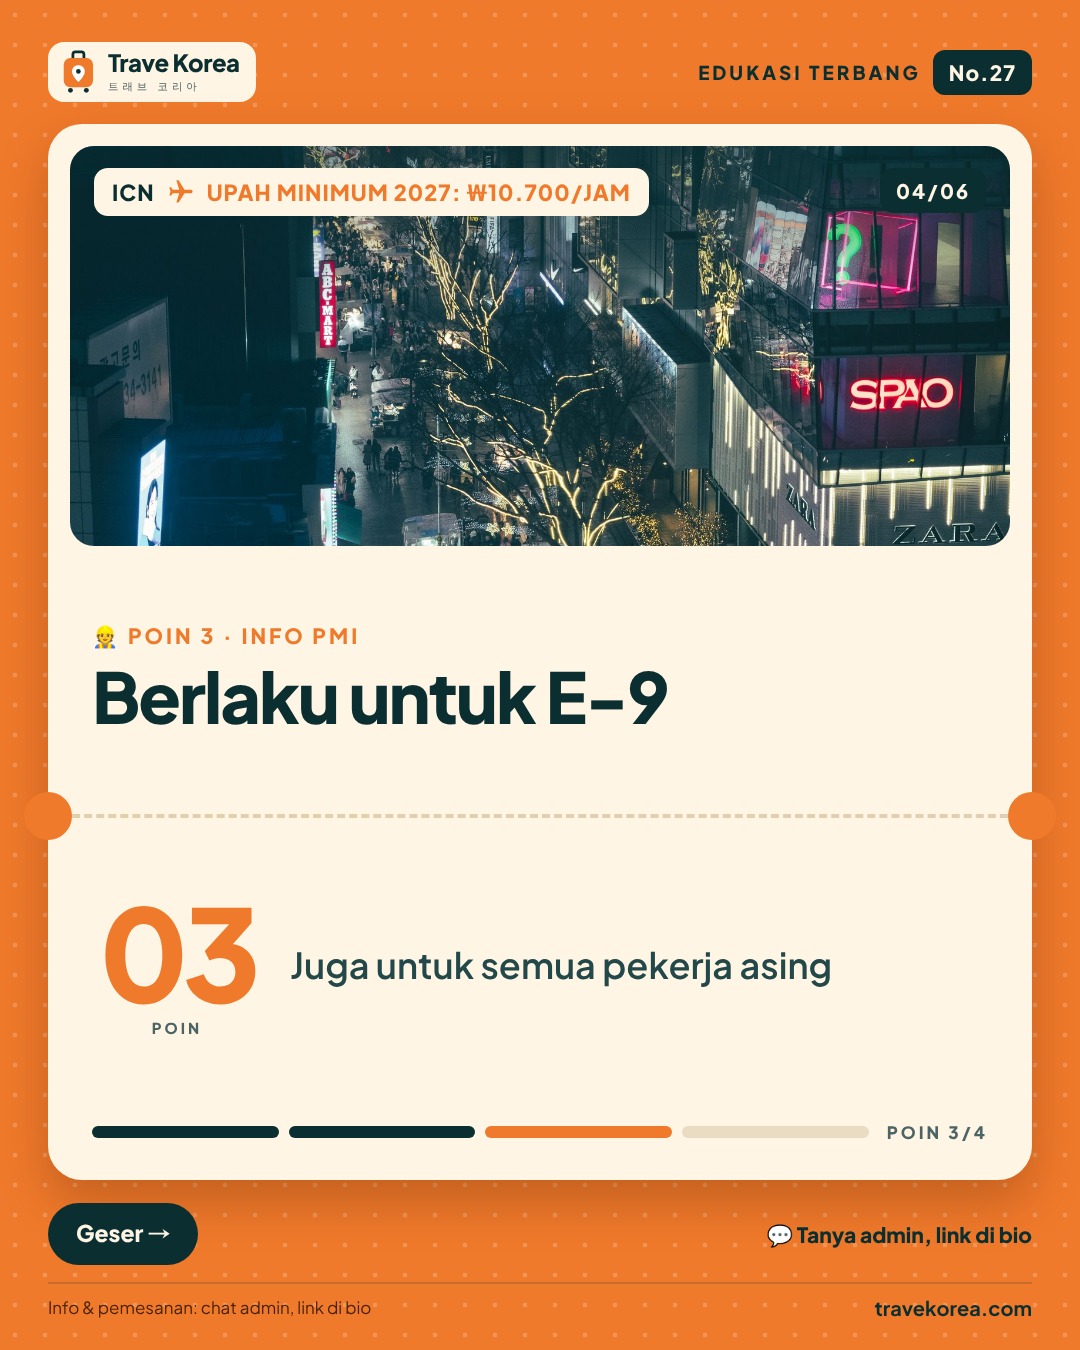 Trave Korea
트래브 코리아
EDUKASI TERBANG
No.27
ICN ✈ UPAH MINIMUM 2027: ₩10.700/JAM
04/06
ABC-MART
?
34-3141
SPAO
ZARA
ZARA
👷 POIN 3 · INFO PMI
Berlaku untuk E–9
03
POIN
Juga untuk semua pekerja asing
POIN 3/4
Geser →
💬 Tanya admin, link di bio
Info & pemesanan: chat admin, link di bio
travekorea.com